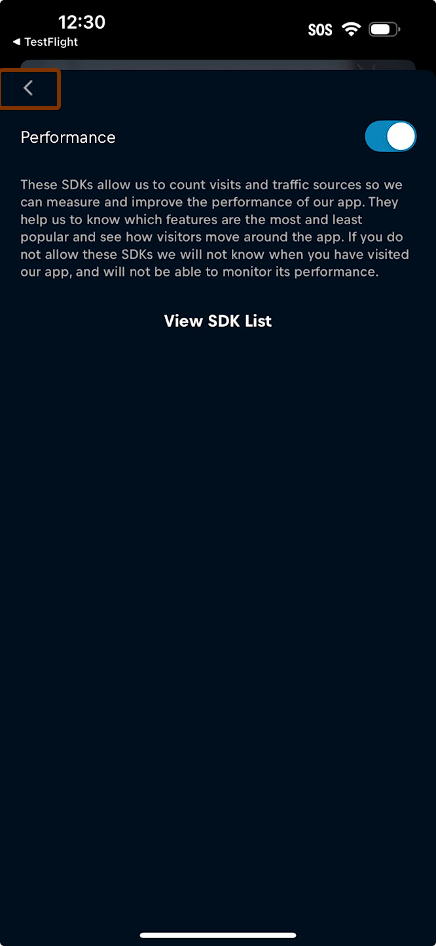 12:30
SOS
◀ TestFlight
Performance
These SDKs allow us to count visits and traffic sources so we
can measure and improve the performance of our app. They
help us to know which features are the most and least
popular and see how visitors move around the app. If you do
not allow these SDKs we will not know when you have visited
our app, and will not be able to monitor its performance.
View SDK List